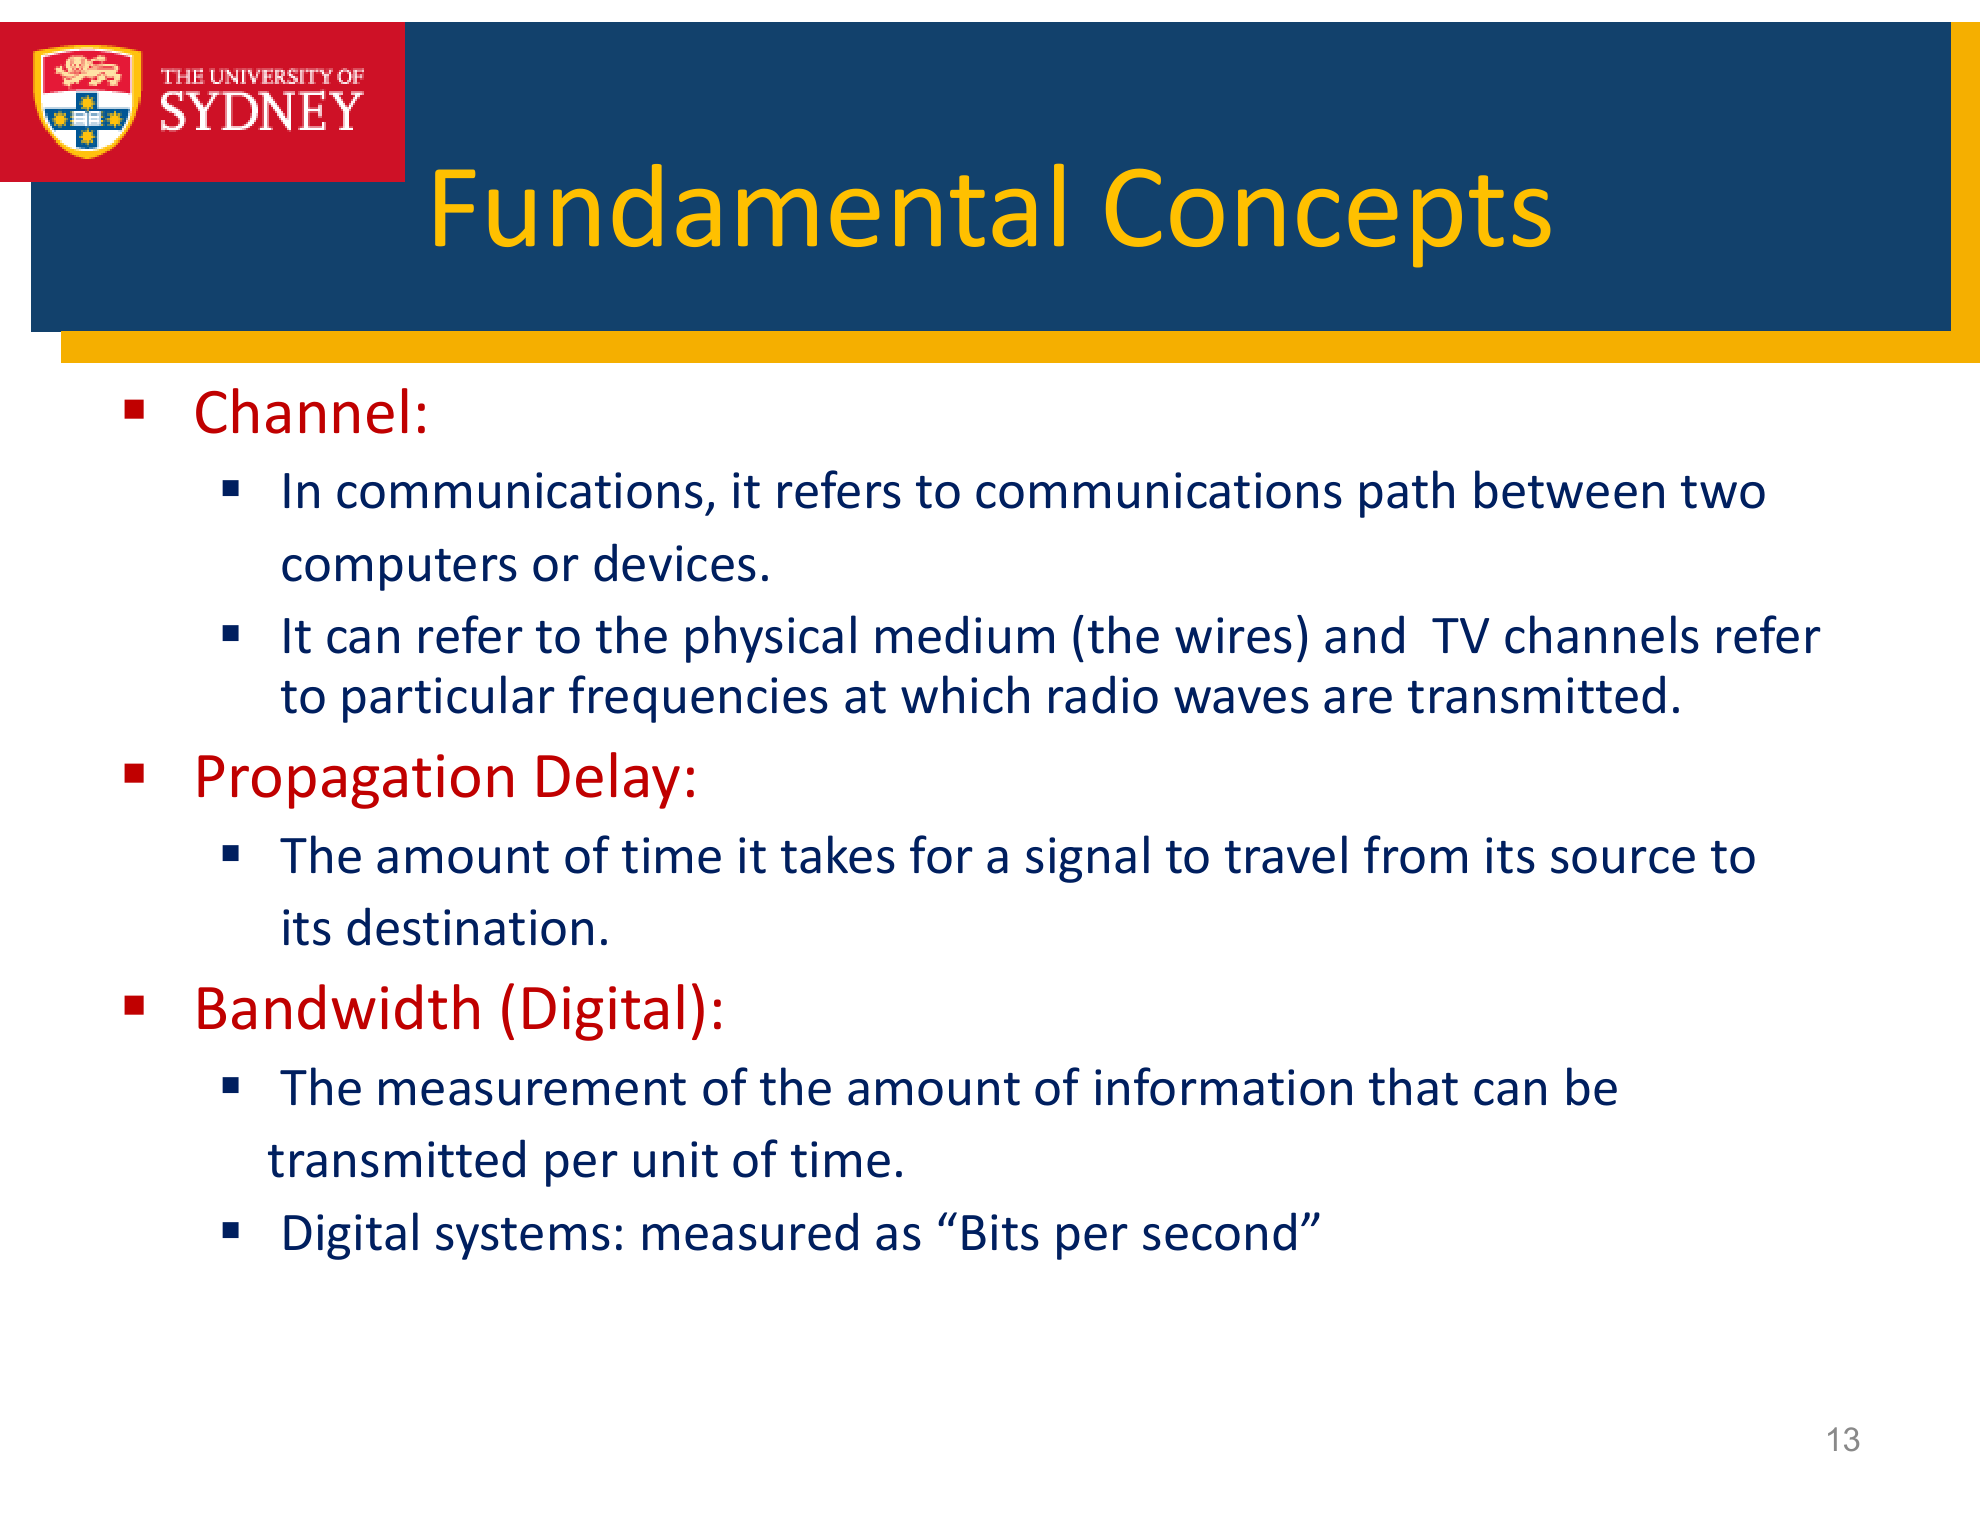 THE UNIVERSITY OF
SYDNEY
Fundamental Concepts
▪ Channel:
▪ In communications, it refers to communications path between two
computers or devices.
▪ It can refer to the physical medium (the wires) and  TV channels refer
to particular frequencies at which radio waves are transmitted.
▪ Propagation Delay:
▪ The amount of time it takes for a signal to travel from its source to
its destination.
▪ Bandwidth (Digital):
▪ The measurement of the amount of information that can be
transmitted per unit of time.
▪ Digital systems: measured as “Bits per second”
13